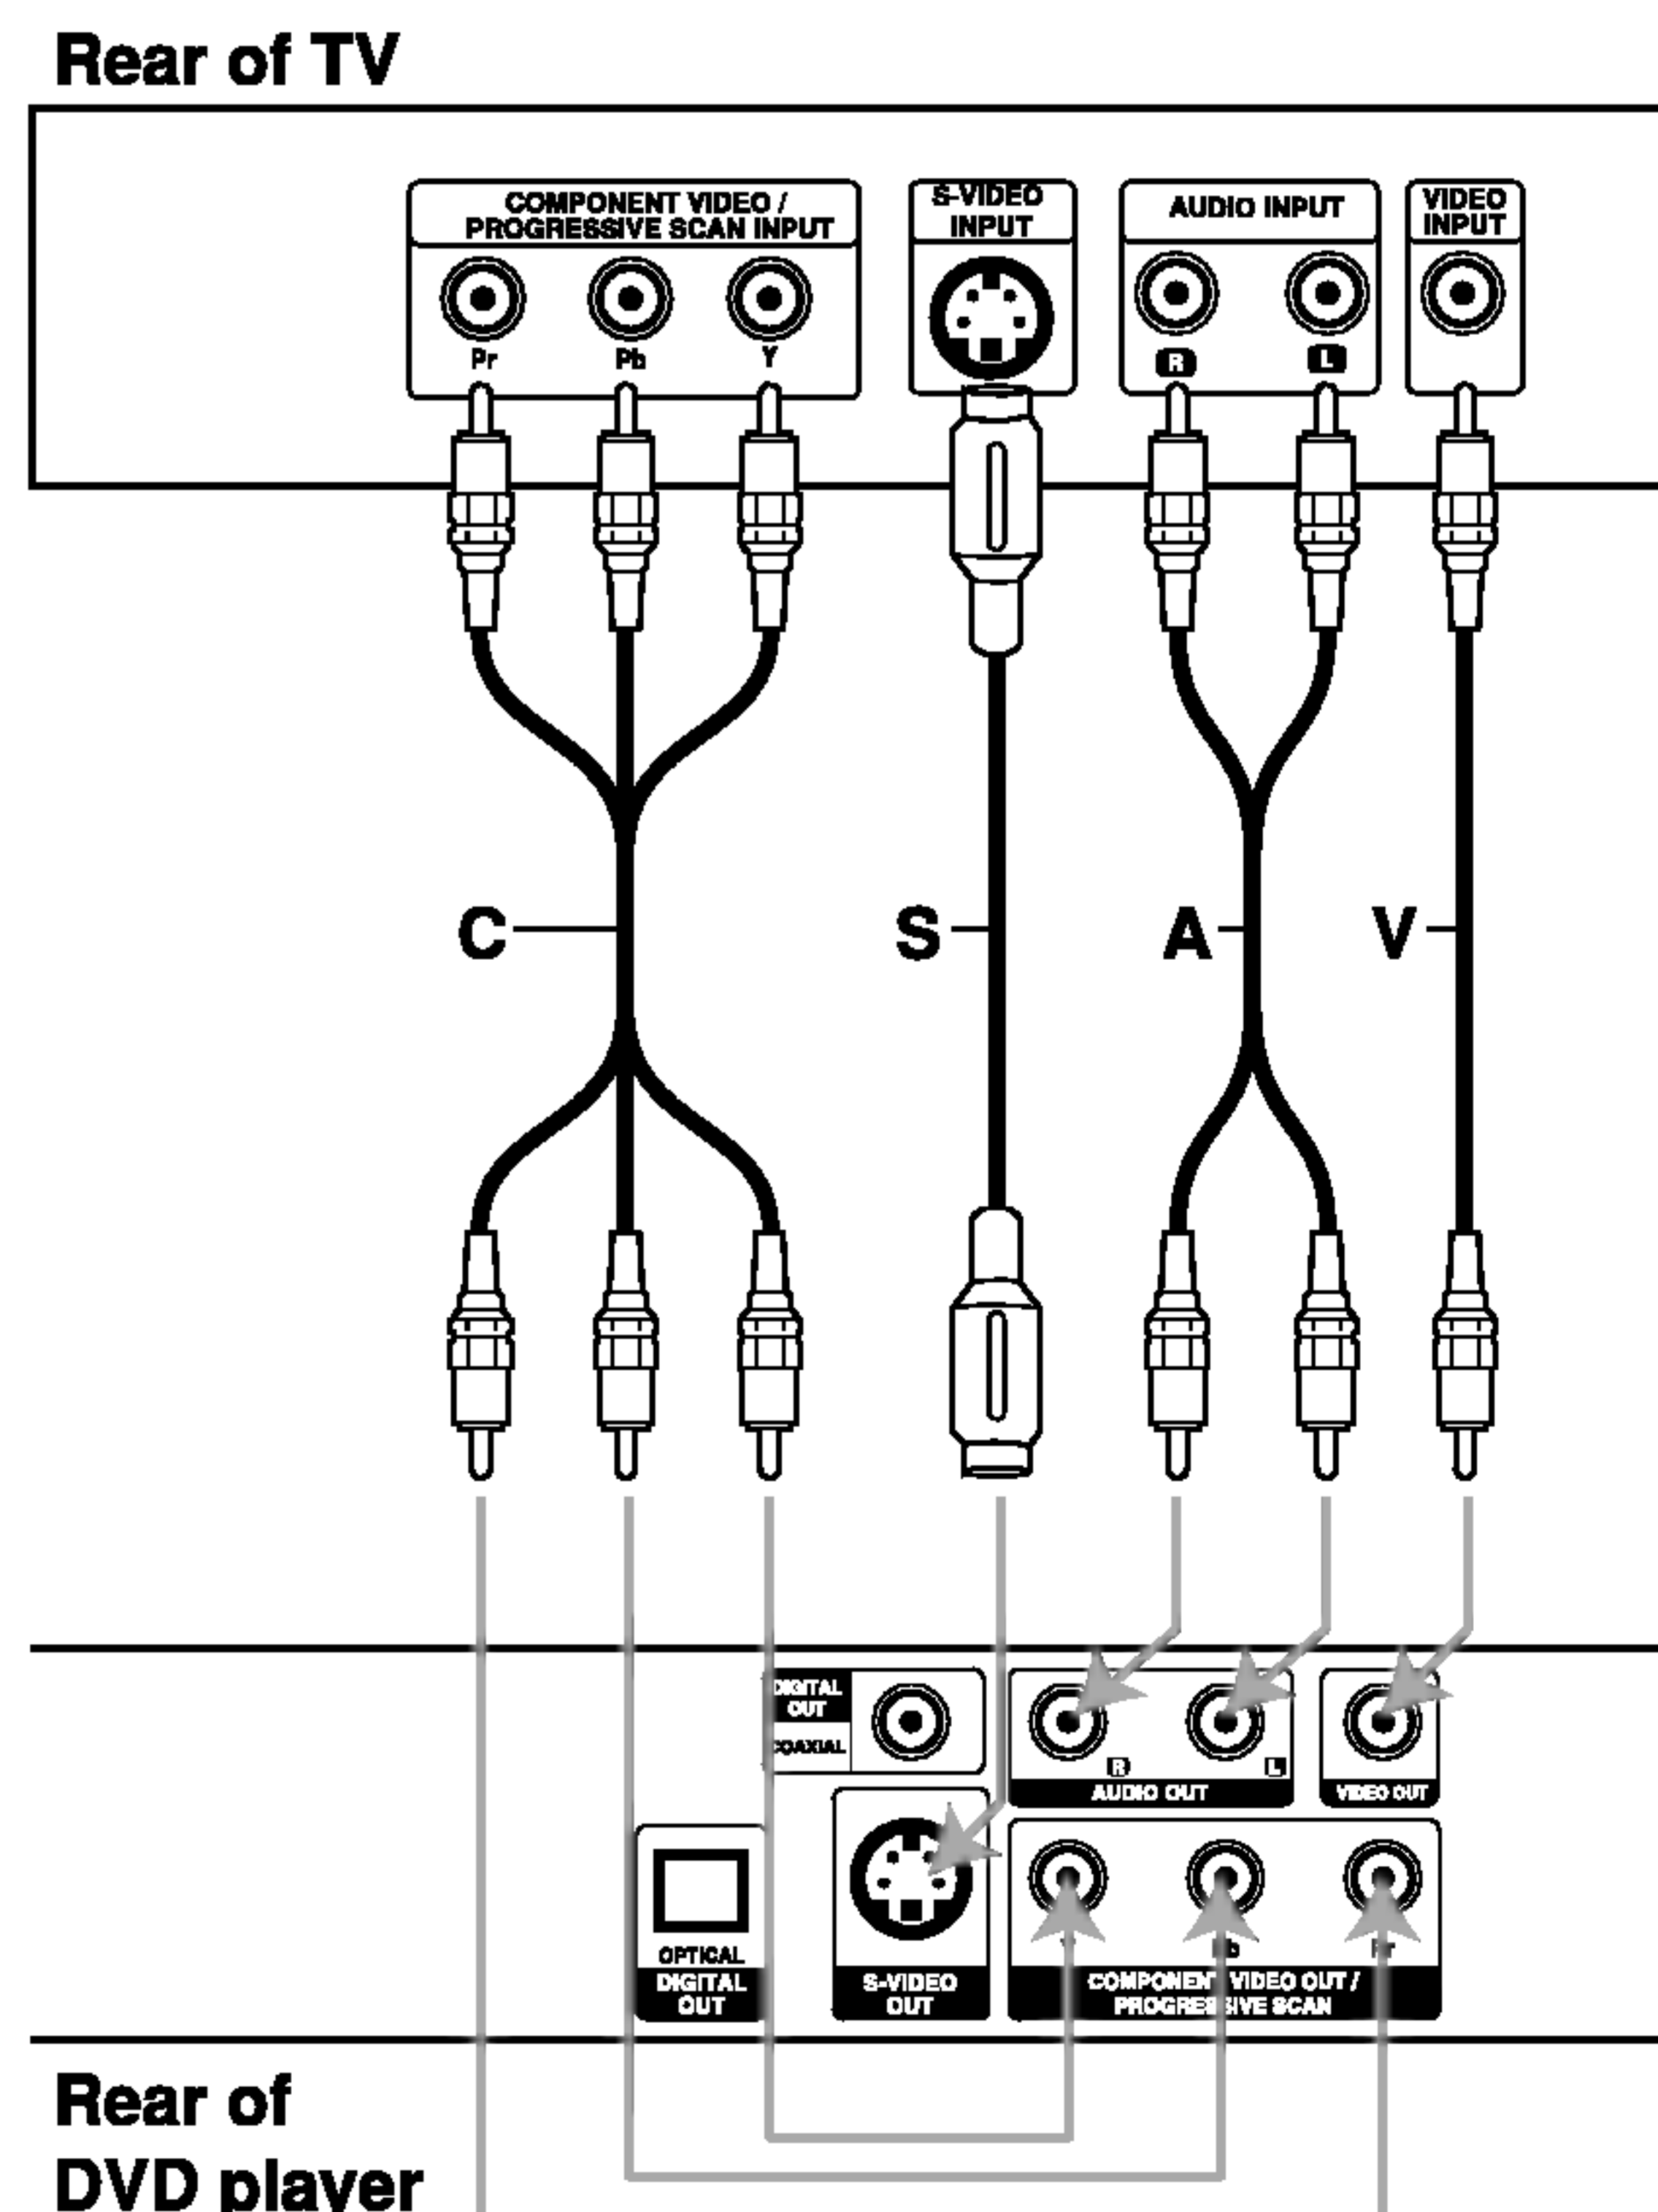 Rear of TV
COMPONENT VIDEO /
PROGRESSIVE SCAN INPUT
Pr Pb Y
S-VIDEO
INPUT
AUDIO INPUT
R L
VIDEO
INPUT
C S A V
DIGITAL
OUT
COAXIAL
R L
AUDIO OUT
VIDEO OUT
OPTICAL
DIGITAL
OUT
S-VIDEO
OUT
Y Pb Pr
COMPONENT VIDEO OUT /
PROGRESSIVE SCAN
Rear of
DVD player